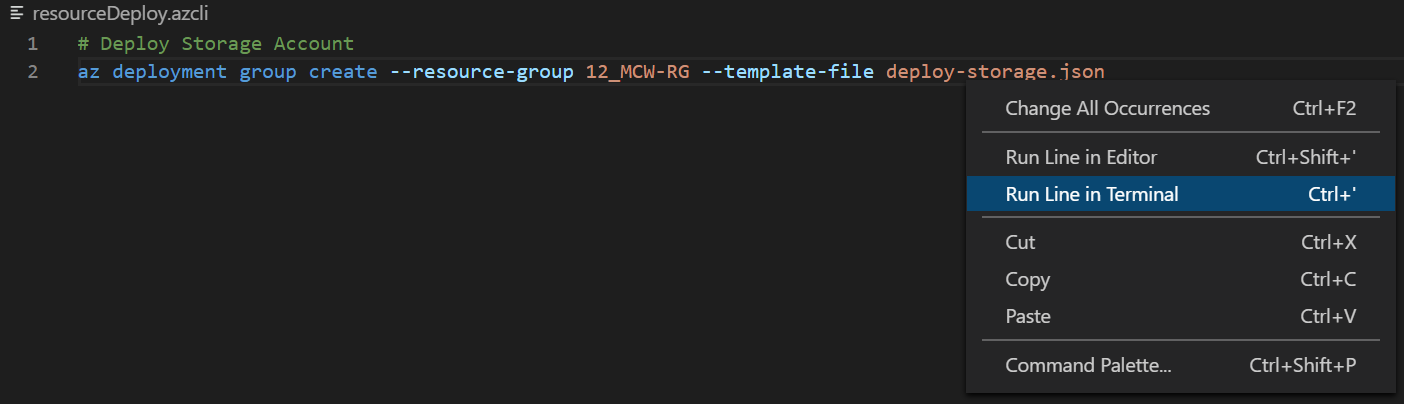 resourceDeploy.azcli
1 # Deploy Storage Account
2 az deployment group create --resource-group 12_MCW-RG --template-file deploy-storage.json
Change All Occurrences Ctrl+F2
Run Line in Editor Ctrl+Shift+'
Run Line in Terminal Ctrl+'
Cut Ctrl+X
Copy Ctrl+C
Paste Ctrl+V
Command Palette... Ctrl+Shift+P